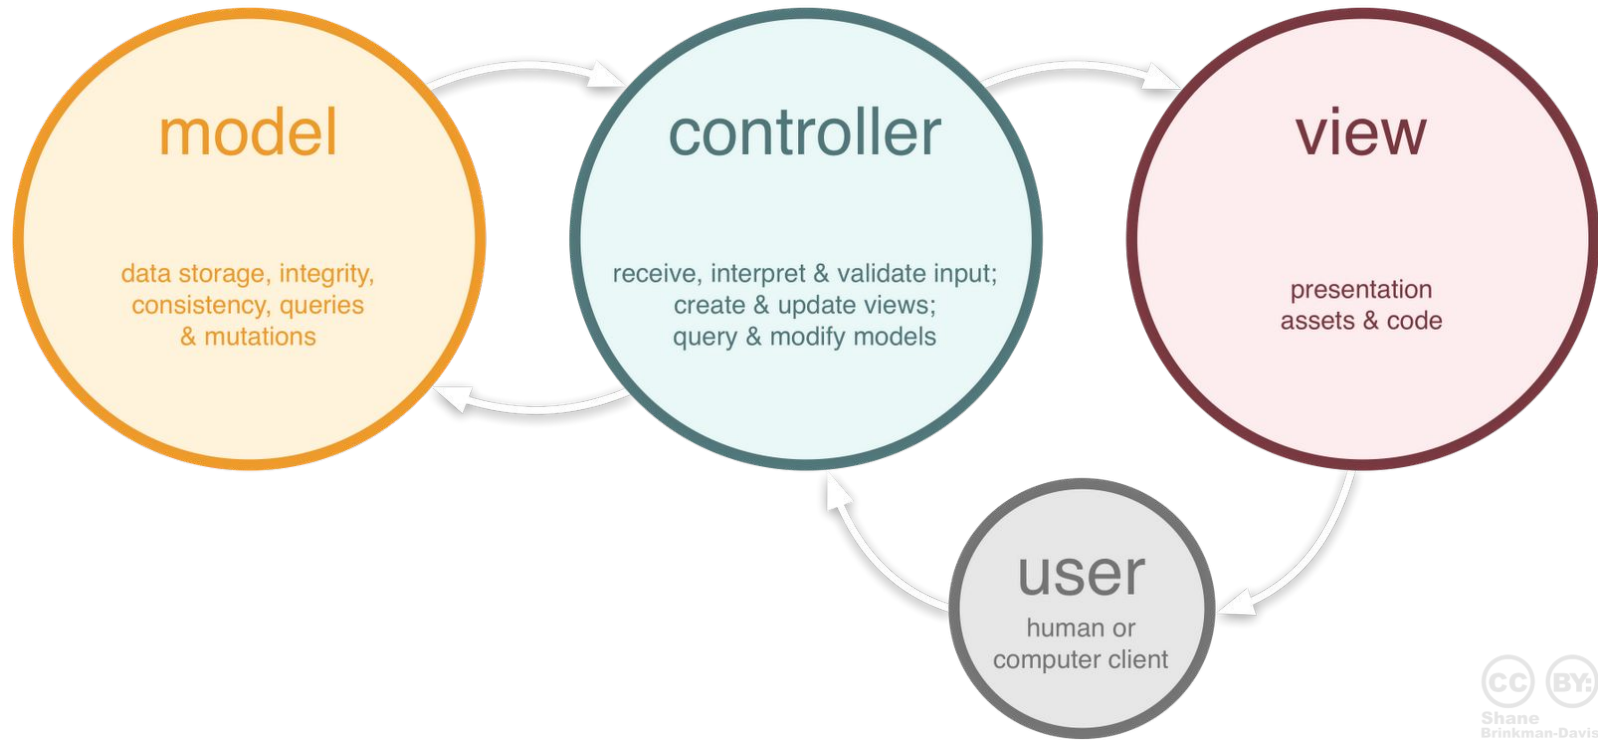 model
data storage, integrity,
consistency, queries
& mutations
controller
receive, interpret & validate input;
create & update views;
query & modify models
view
presentation
assets & code
user
human or
computer client
CC BY:
Shane
Brinkman-Davis